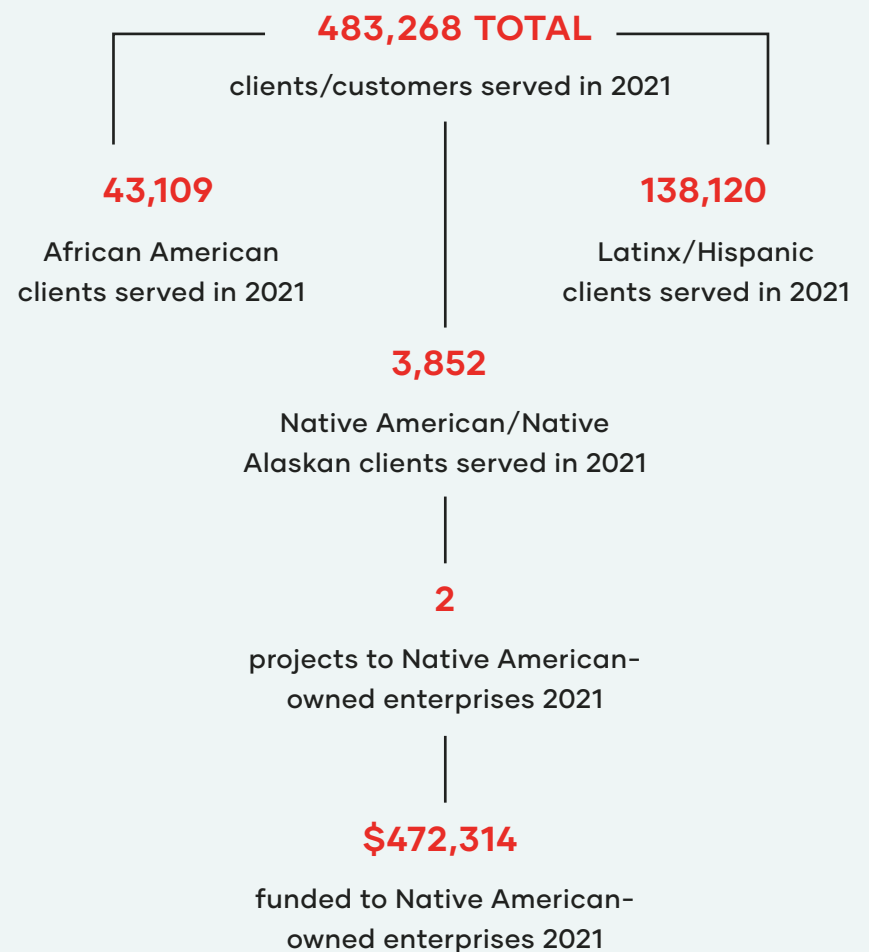 483,268 TOTAL
clients/customers served in 2021
43,109
African American
clients served in 2021
138,120
Latinx/Hispanic
clients served in 2021
3,852
Native American/Native
Alaskan clients served in 2021
2
projects to Native American-
owned enterprises 2021
$472,314
funded to Native American-
owned enterprises 2021